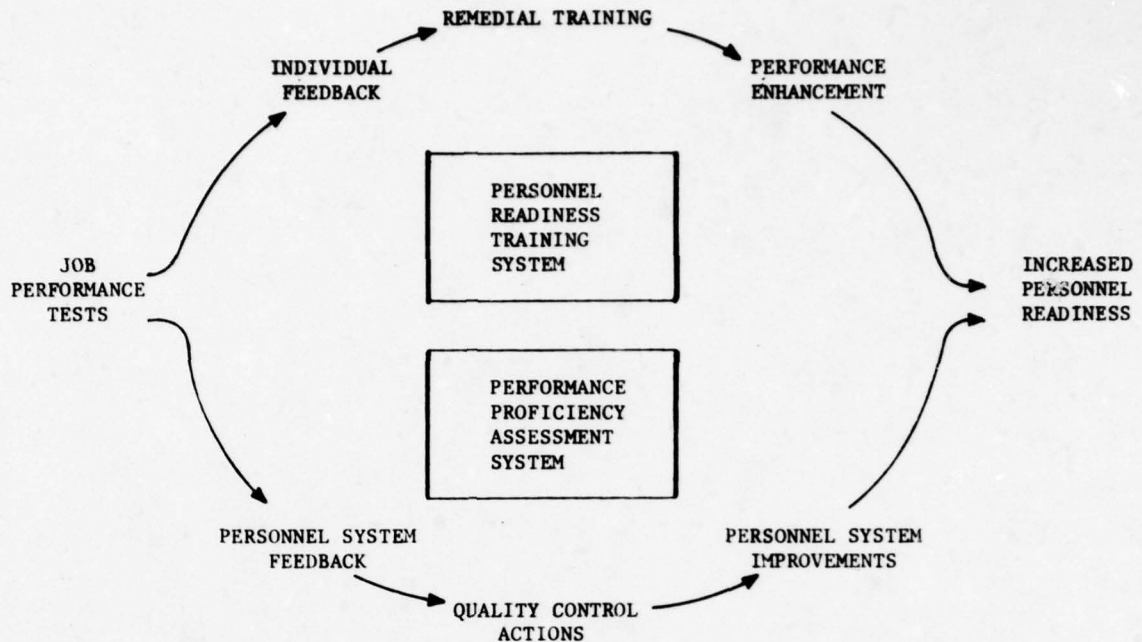 REMEDIAL TRAINING
INDIVIDUAL
FEEDBACK
PERFORMANCE
ENHANCEMENT
PERSONNEL
READINESS
TRAINING
SYSTEM
JOB
PERFORMANCE
TESTS
INCREASED
PERSONNEL
READINESS
PERFORMANCE
PROFICIENCY
ASSESSMENT
SYSTEM
PERSONNEL SYSTEM
FEEDBACK
PERSONNEL SYSTEM
IMPROVEMENTS
QUALITY CONTROL
ACTIONS